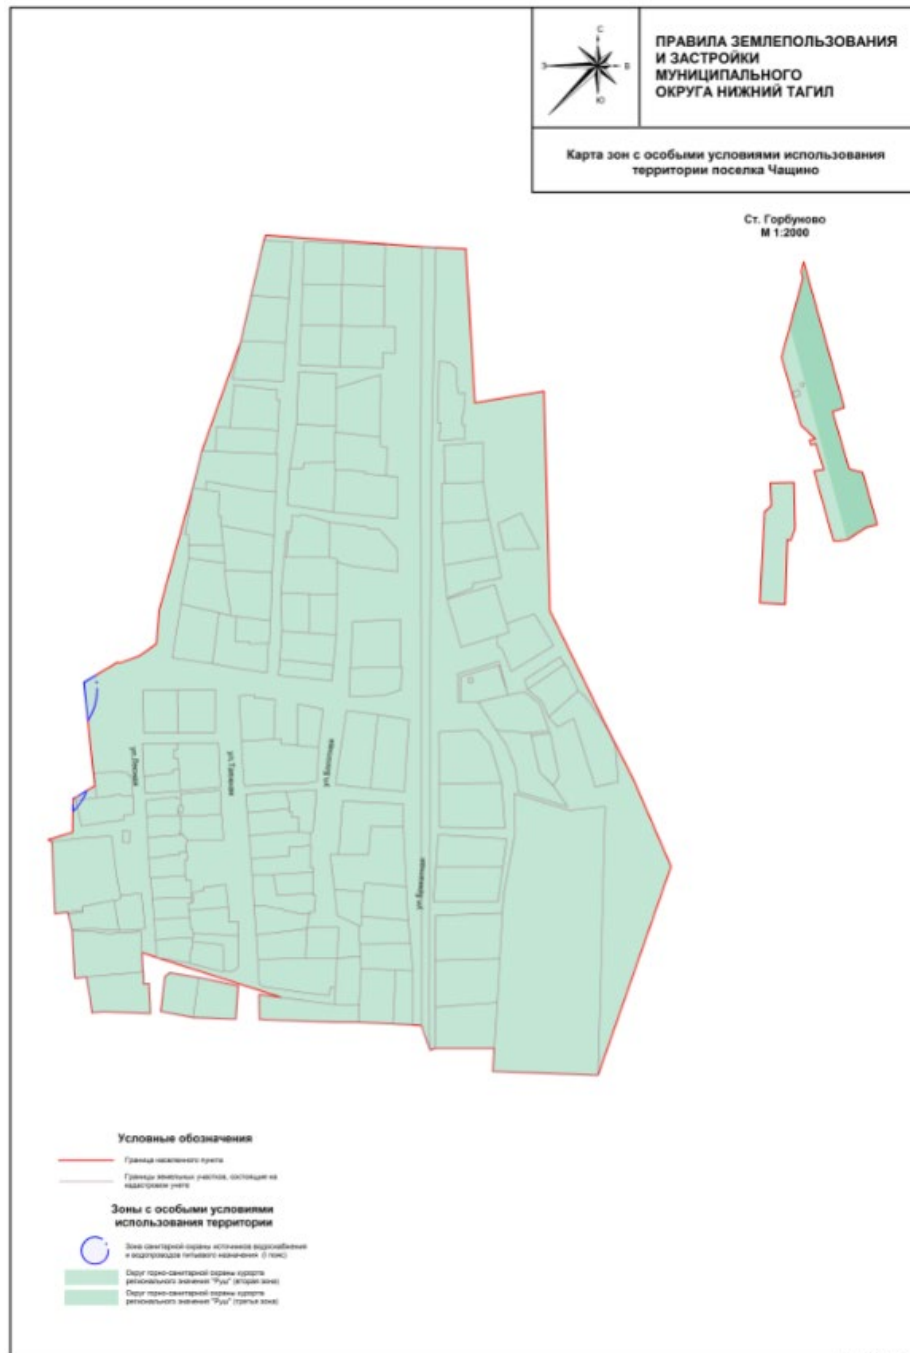 С
З
В
Ю
ПРАВИЛА ЗЕМЛЕПОЛЬЗОВАНИЯ
И ЗАСТРОЙКИ
МУНИЦИПАЛЬНОГО
ОКРУГА НИЖНИЙ ТАГИЛ
Карта зон с особыми условиями использования
территории поселка Чащино
Ст. Горбуново
М 1:2000
ул.Лесная
Условные обозначения
Граница населенного пункта
Границы земельных участков, состоящие на
кадастровом учете
Зоны с особыми условиями
использования территории
Зона санитарной охраны источников водоснабжения
и водопроводов питьевого назначения (I пояс)
Округ горно-санитарной охраны курорта
регионального значения "Руш" (вторая зона)
Округ горно-санитарной охраны курорта
регионального значения "Руш" (третья зона)